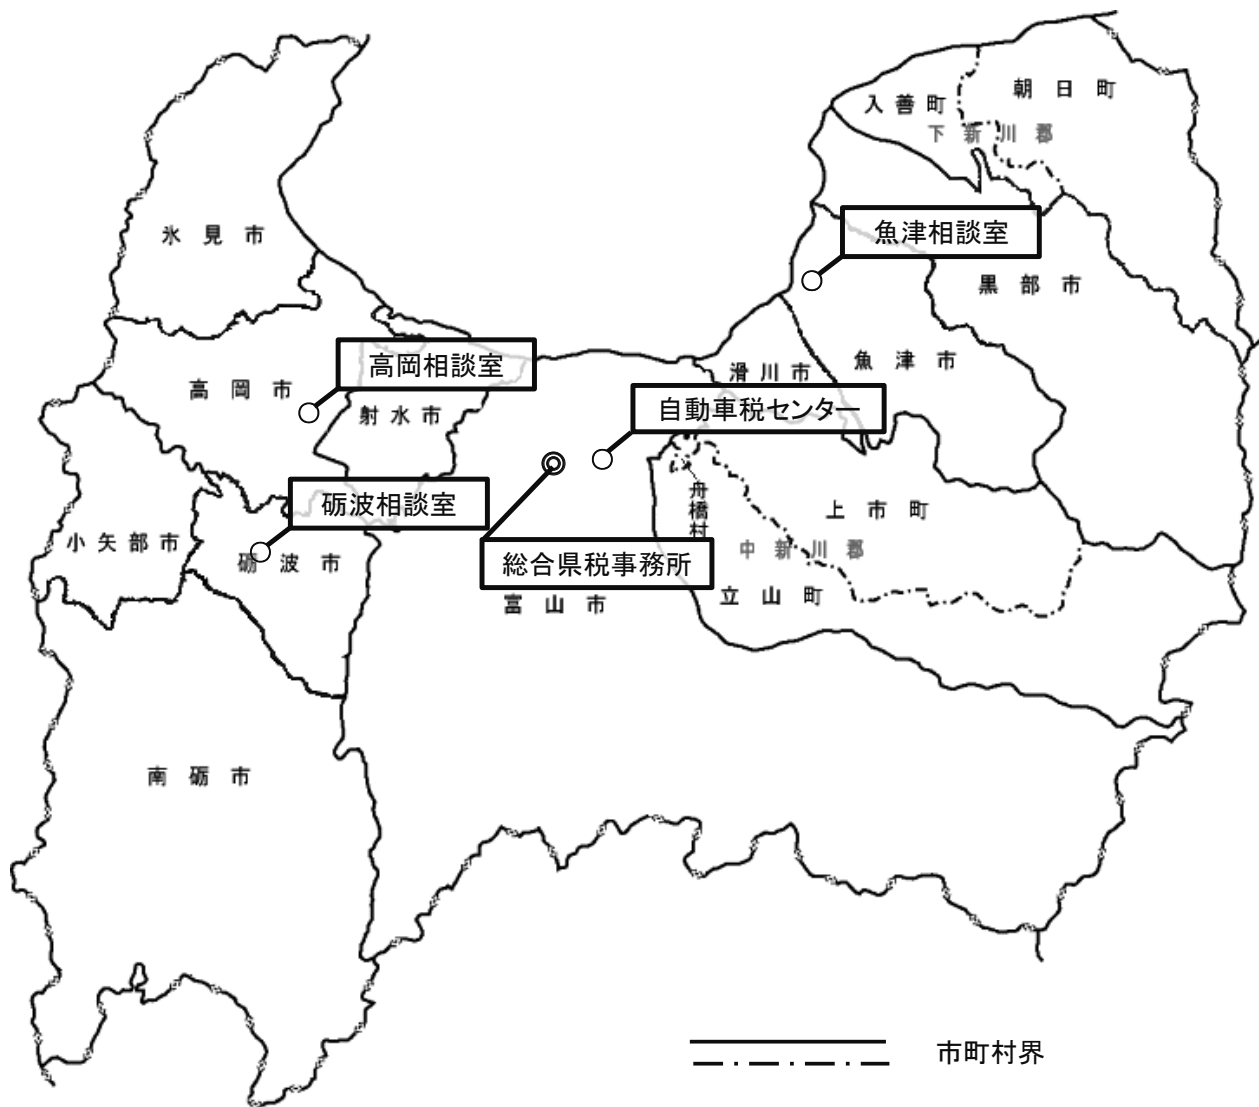 朝日町
入善町
下新川郡
魚津相談室
氷見市
黒部市
高岡相談室
滑川市
魚津市
高岡市
自動車税センター
射水市
砺波相談室
舟橋村
上市町
小矢部市
砺波市
総合県税事務所
中新川郡
富山市
立山町
南砺市
市町村界